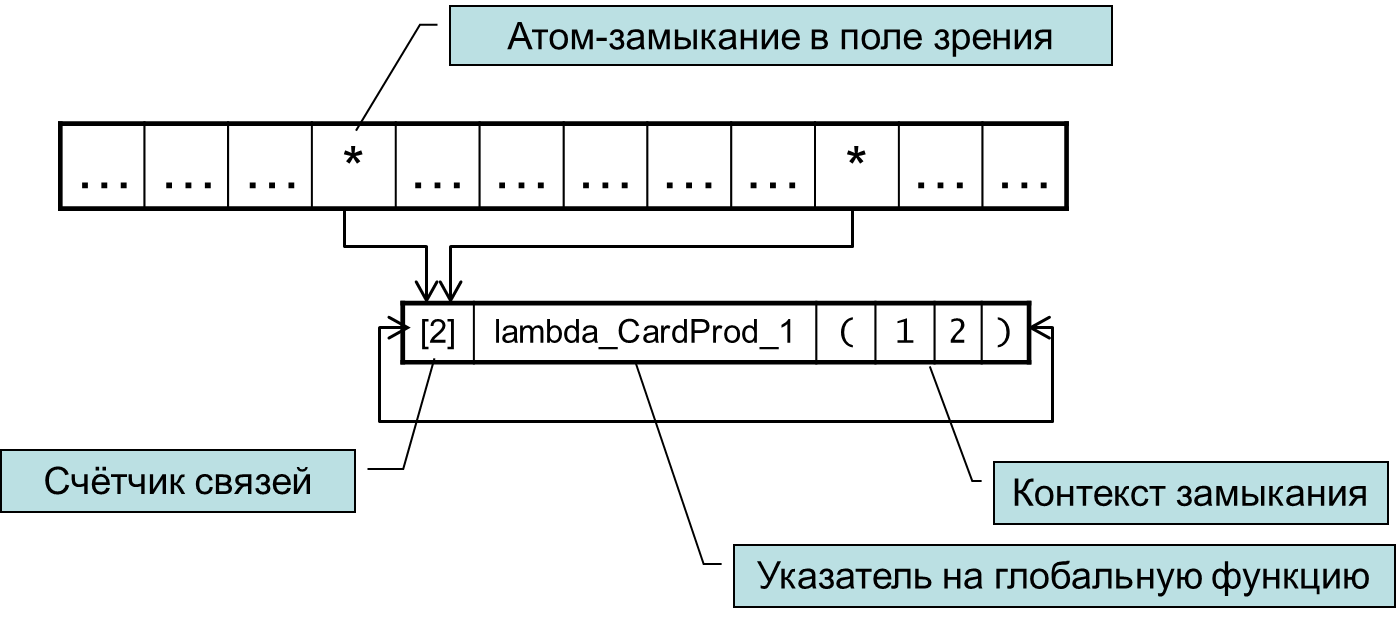 Атом-замыкание в поле зрения
... ... ... * ... ... ... ... ... * ... ...
[2] lambda_CardProd_1 ( 1 2 )
Счётчик связей
Контекст замыкания
Указатель на глобальную функцию